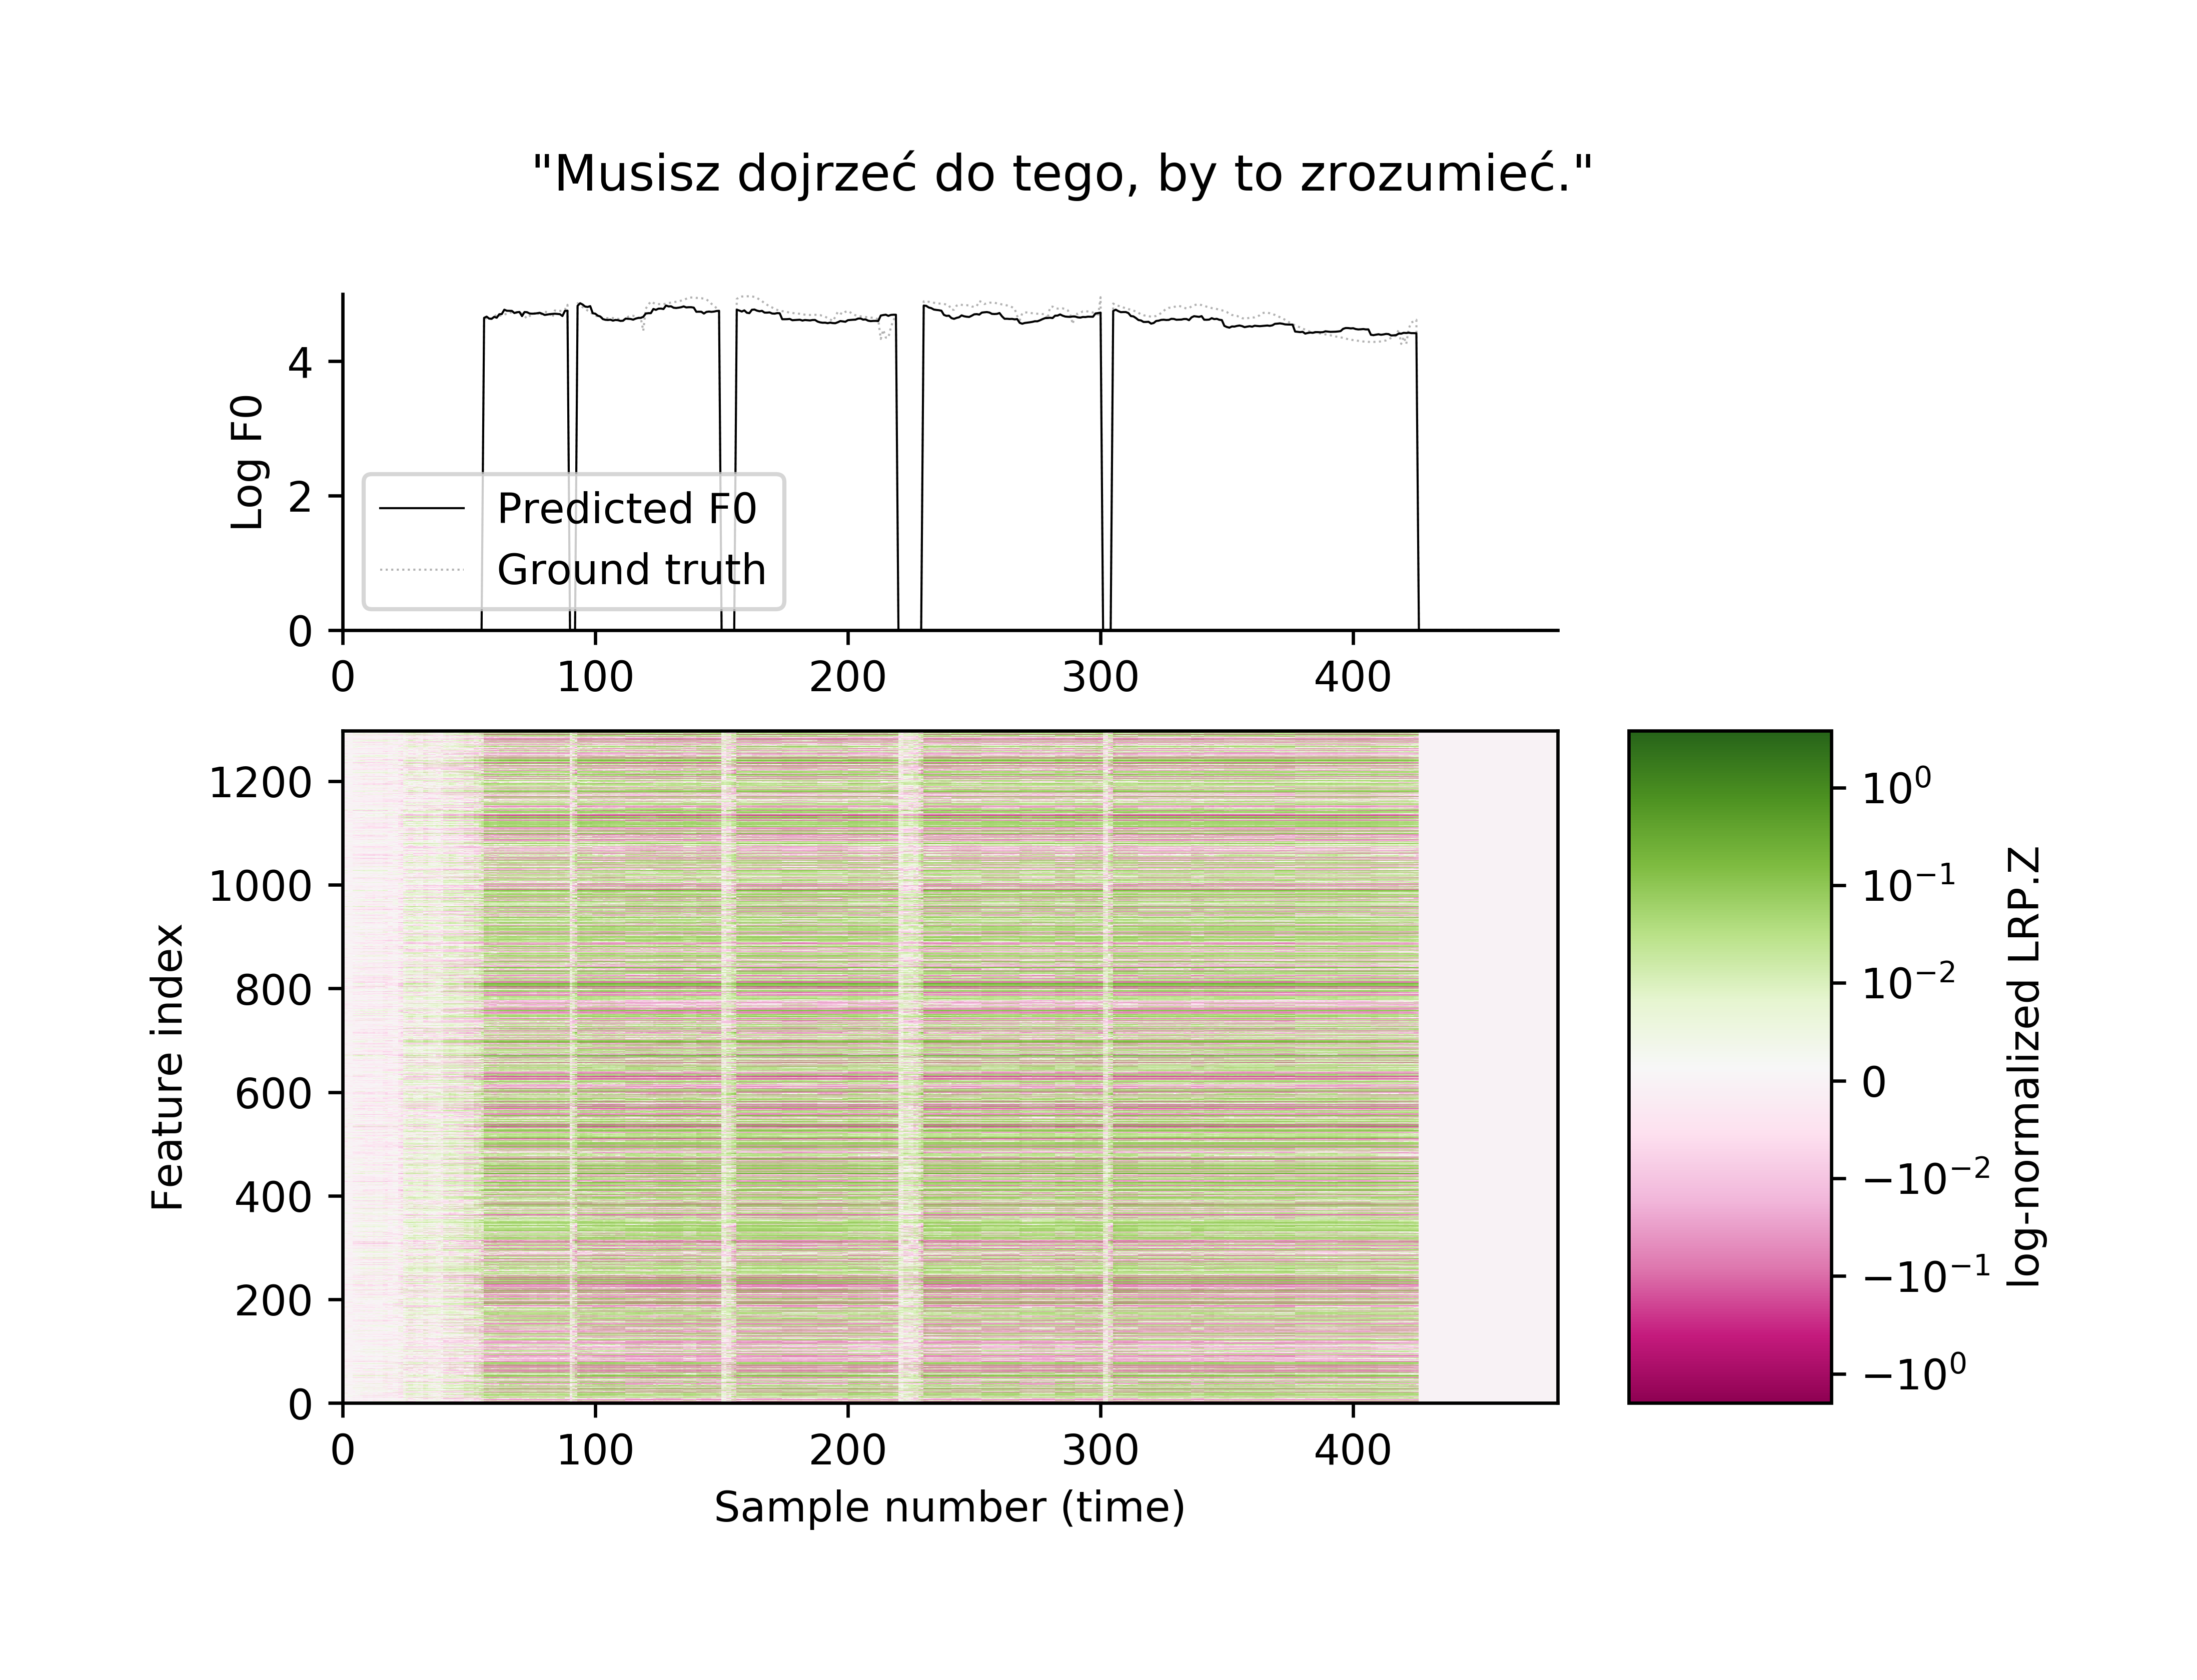 "Musisz dojrzeć do tego, by to zrozumieć."
Log F0
4
2
0
Predicted F0
Ground truth
0 100 200 300 400
Feature index
1200
1000
800
600
400
200
0
0 100 200 300 400
Sample number (time)
10⁰
10⁻¹
10⁻²
0
−10⁻²
−10⁻¹
−10⁰
log-normalized LRP.Z